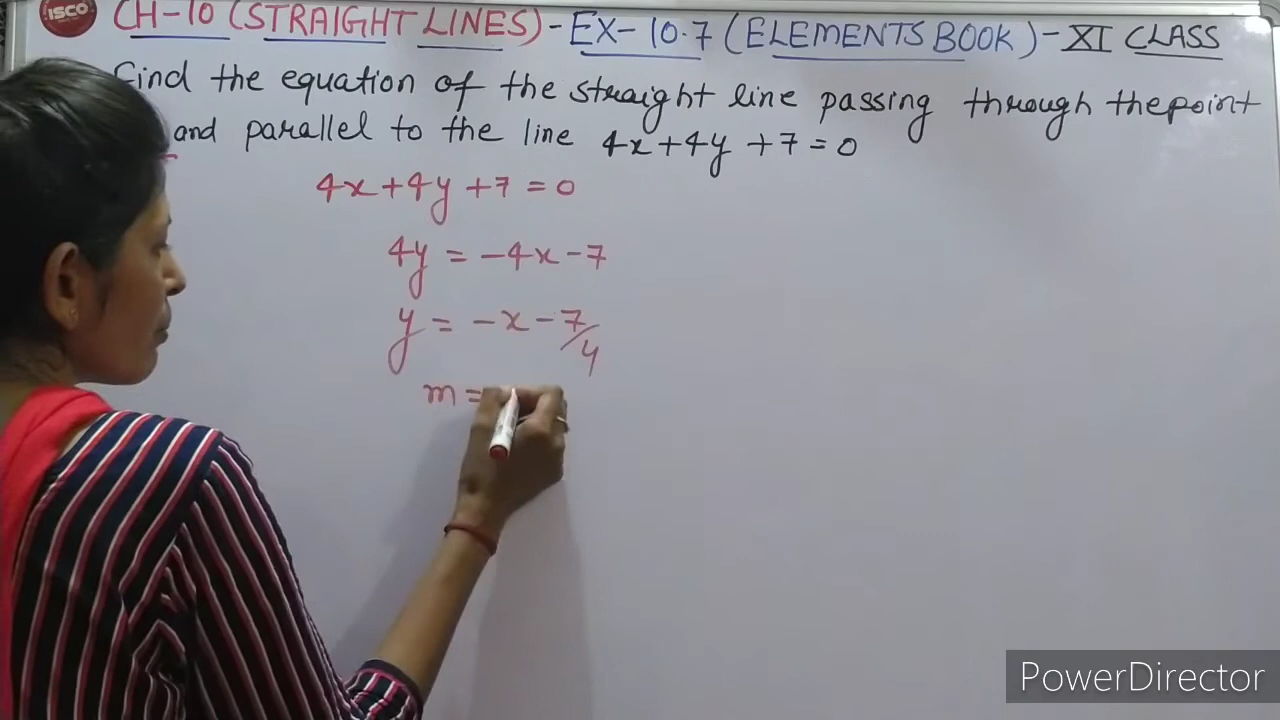 ISCO
CH-10 (STRAIGHT LINES) - EX-10.7 (ELEMENTS BOOK) - XI CLASS
Find the equation of the straight line passing through the point
and parallel to the line 4x+4y+7=0
4x+4y+7=0
4y = -4x-7
y = -x-7/4
m =
PowerDirector